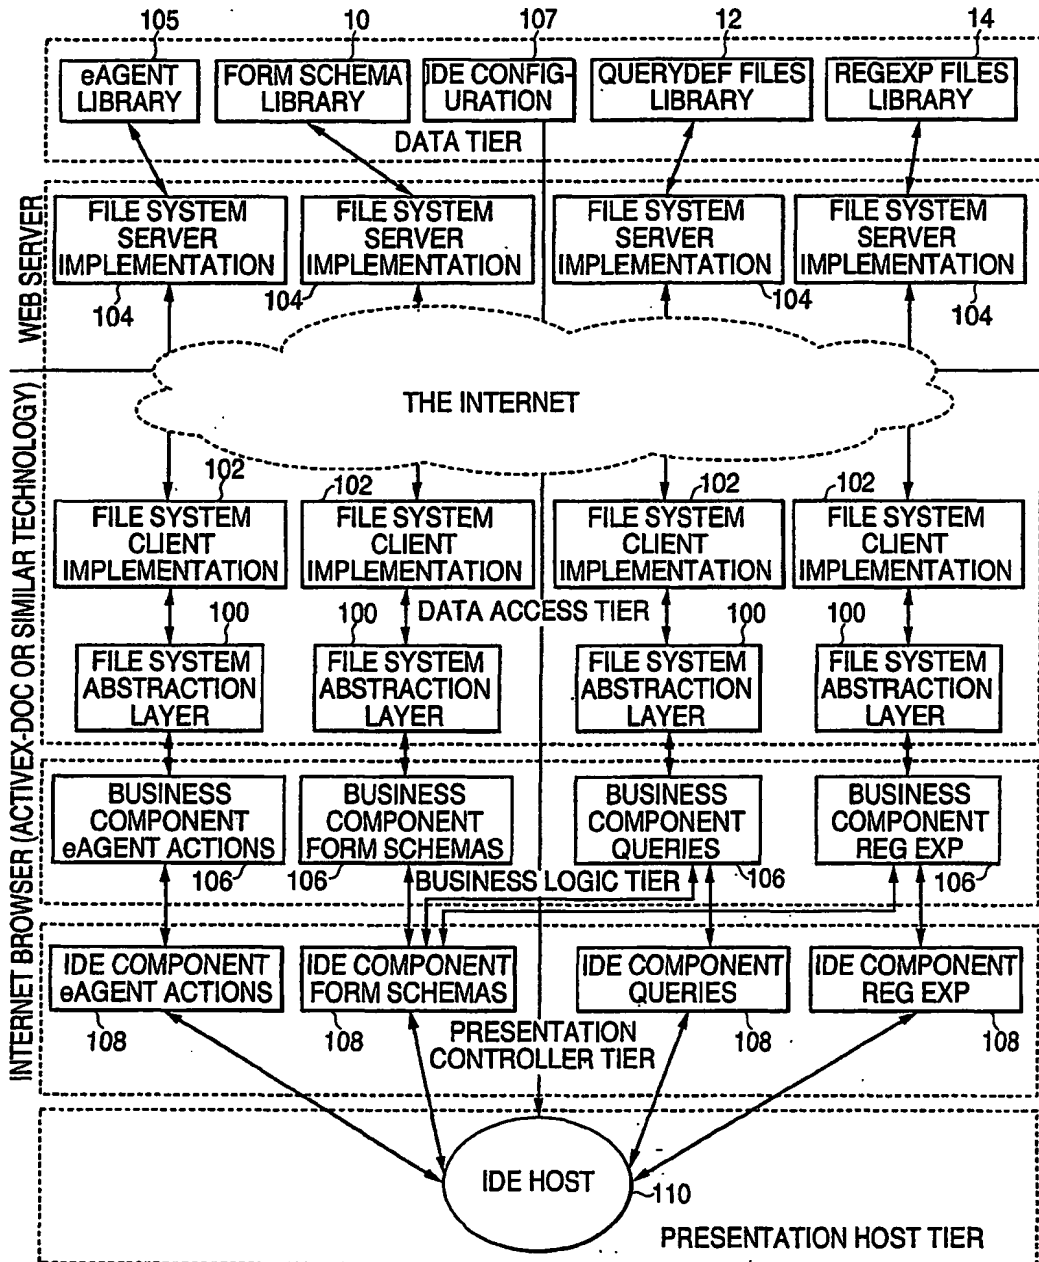 105
10
107
12
14
eAGENT
LIBRARY
FORM SCHEMA
LIBRARY
IDE CONFIG-
URATION
QUERYDEF FILES
LIBRARY
REGEXP FILES
LIBRARY
DATA TIER
WEB SERVER
FILE SYSTEM
SERVER
IMPLEMENTATION
FILE SYSTEM
SERVER
IMPLEMENTATION
FILE SYSTEM
SERVER
IMPLEMENTATION
FILE SYSTEM
SERVER
IMPLEMENTATION
104
104
104
104
THE INTERNET
INTERNET BROWSER (ACTIVEX-DOC OR SIMILAR TECHNOLOGY)
102
102
102
102
FILE SYSTEM
CLIENT
IMPLEMENTATION
FILE SYSTEM
CLIENT
IMPLEMENTATION
FILE SYSTEM
CLIENT
IMPLEMENTATION
FILE SYSTEM
CLIENT
IMPLEMENTATION
DATA ACCESS TIER
100
100
100
100
FILE SYSTEM
ABSTRACTION
LAYER
FILE SYSTEM
ABSTRACTION
LAYER
FILE SYSTEM
ABSTRACTION
LAYER
FILE SYSTEM
ABSTRACTION
LAYER
BUSINESS
COMPONENT
eAGENT ACTIONS
BUSINESS
COMPONENT
FORM SCHEMAS
BUSINESS
COMPONENT
QUERIES
BUSINESS
COMPONENT
REG EXP
106
106
106
106
BUSINESS LOGIC TIER
IDE COMPONENT
eAGENT ACTIONS
IDE COMPONENT
FORM SCHEMAS
IDE COMPONENT
QUERIES
IDE COMPONENT
REG EXP
108
108
108
108
PRESENTATION
CONTROLLER TIER
IDE HOST
110
PRESENTATION HOST TIER